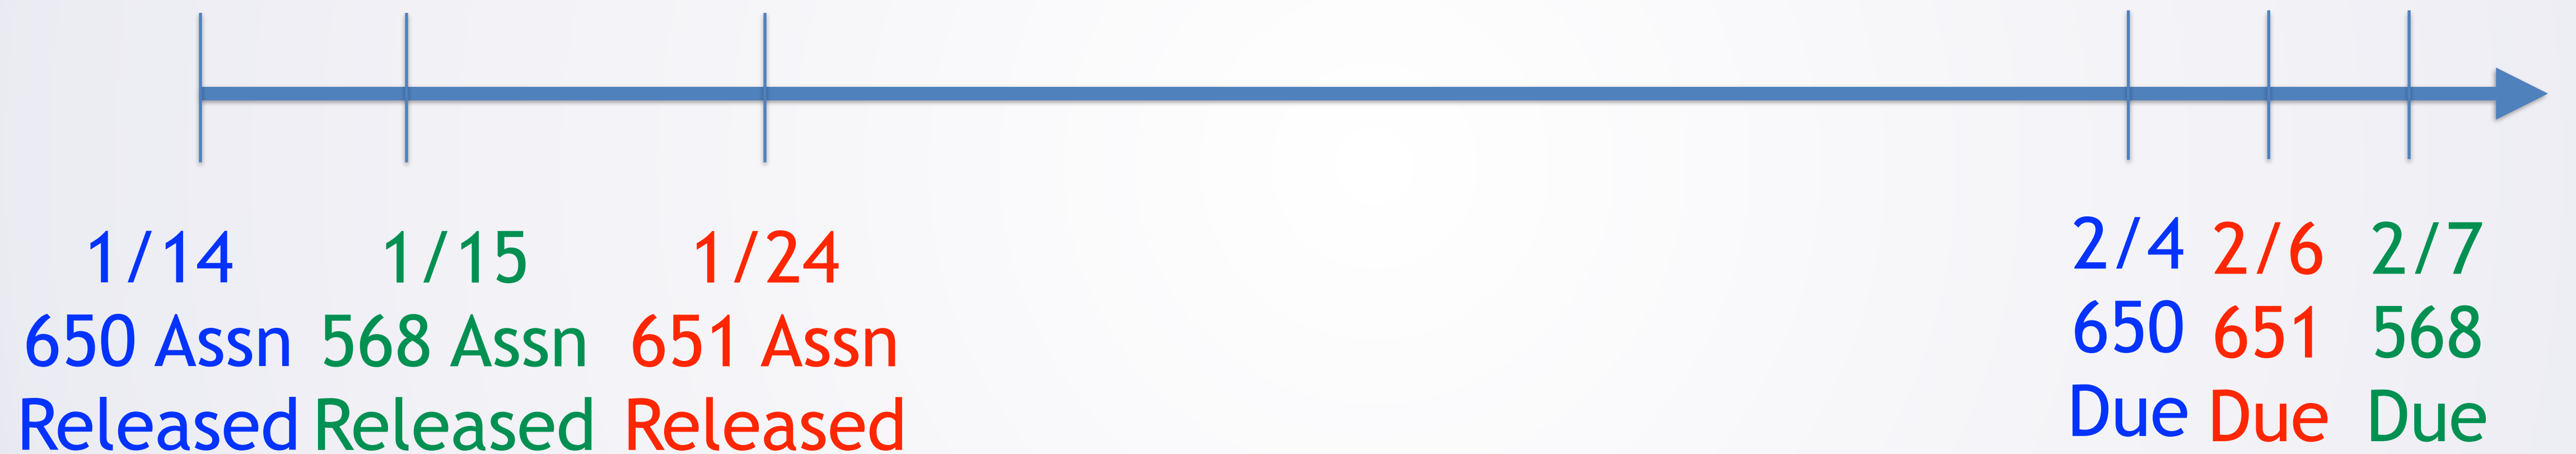 1/14
650 Assn
Released
1/15
568 Assn
Released
1/24
651 Assn
Released
2/4
650
Due
2/6
651
Due
2/7
568
Due